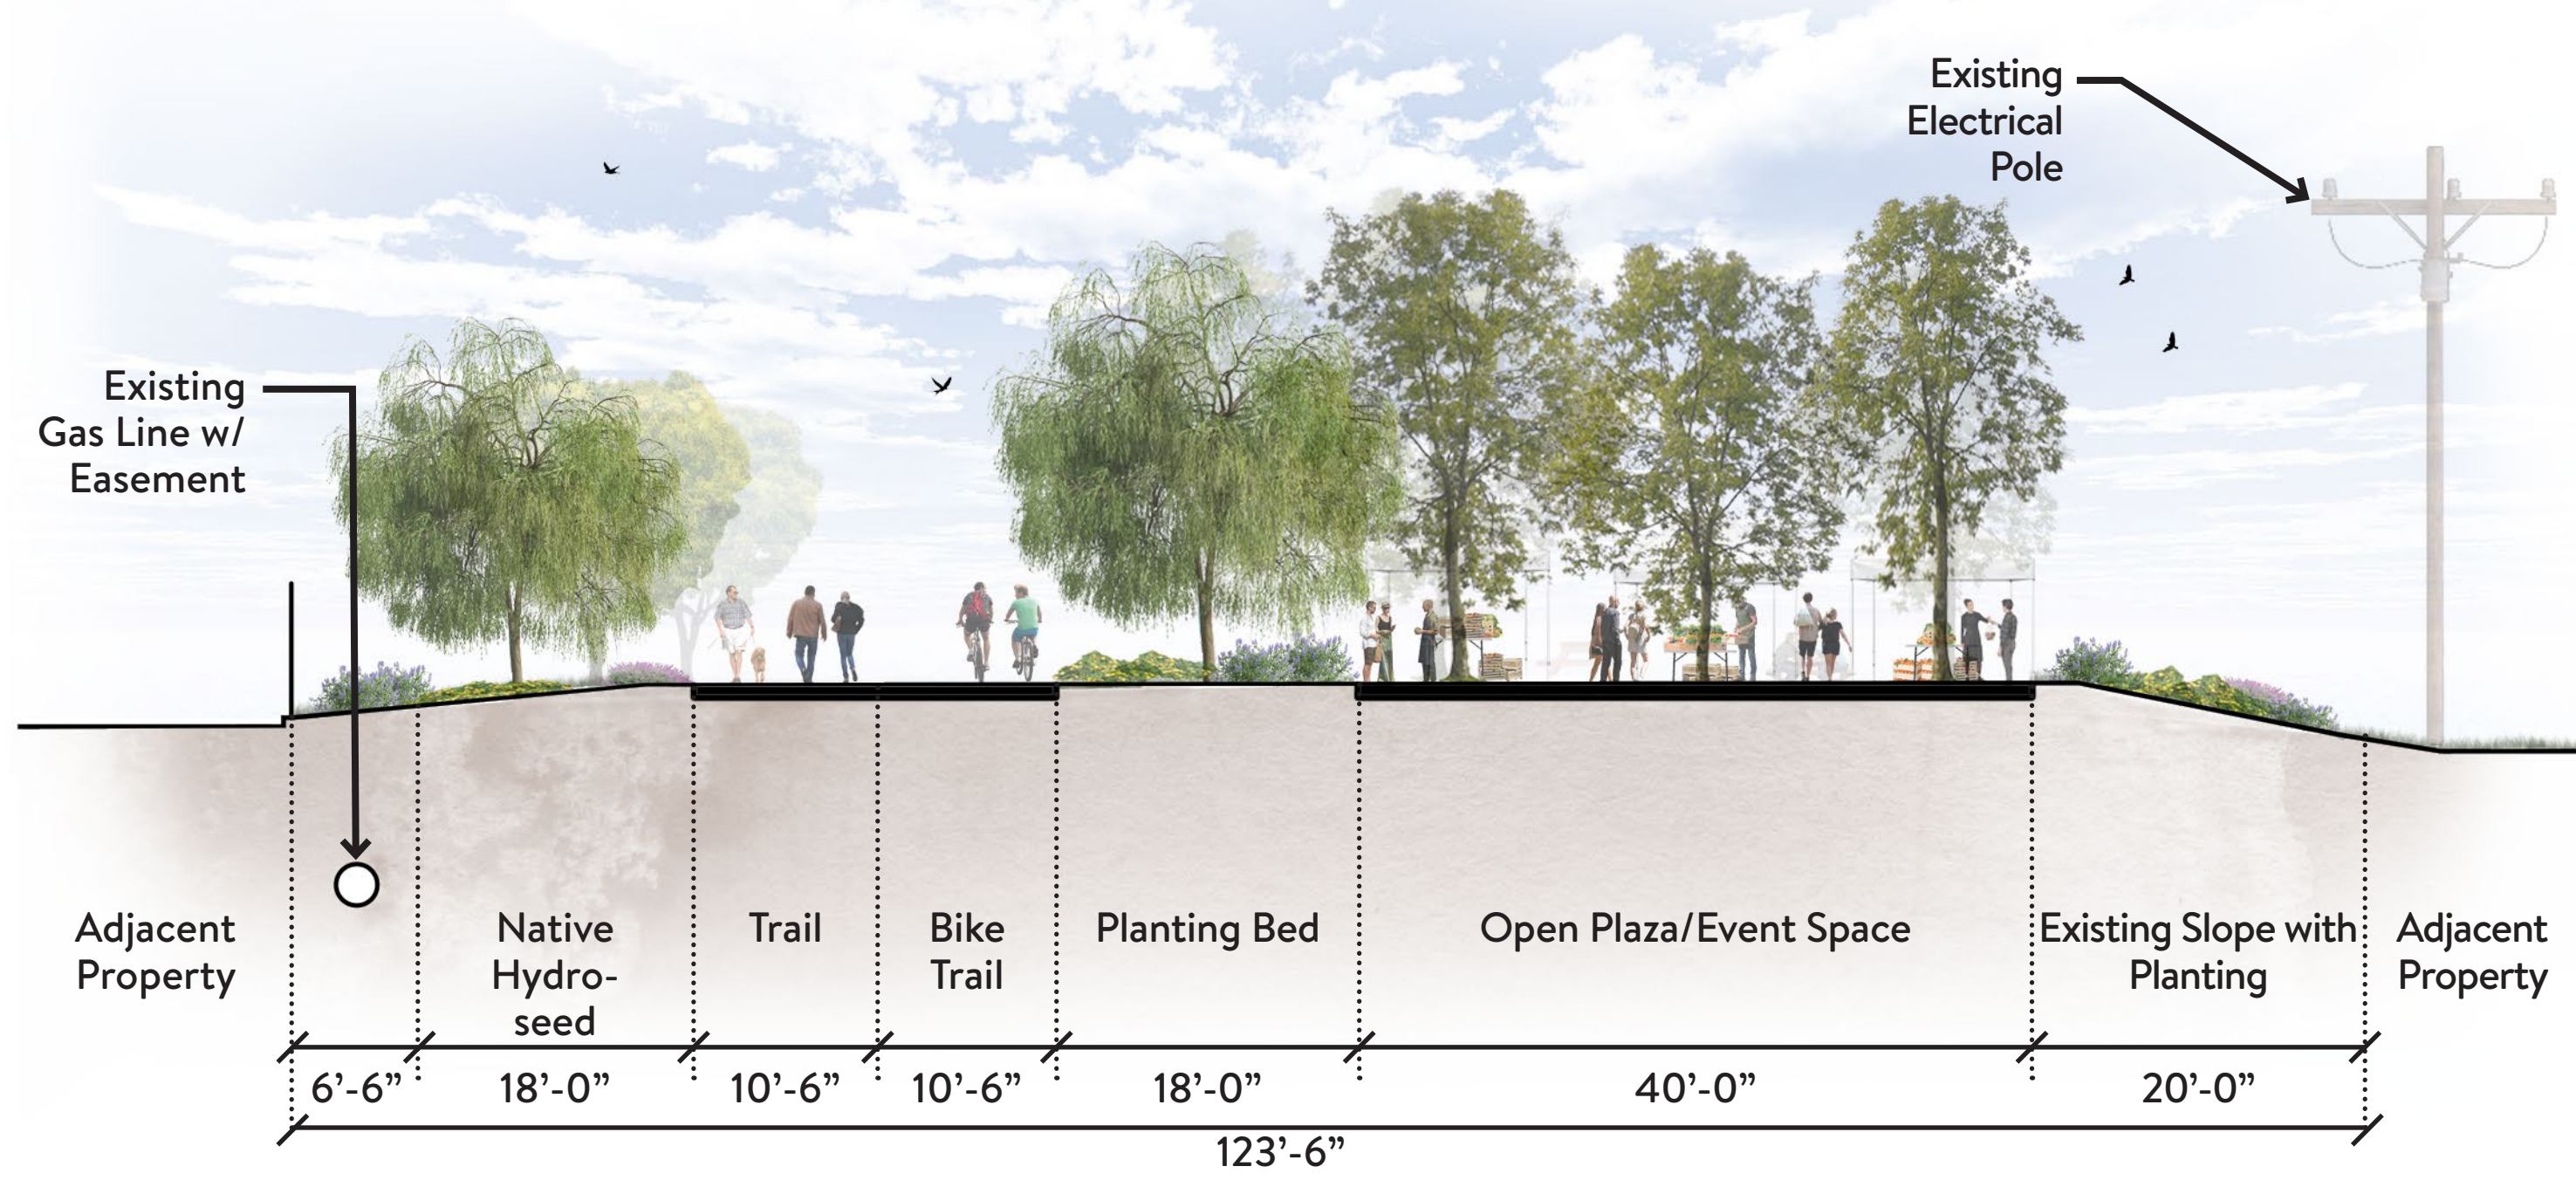 Existing
Electrical
Pole
Existing
Gas Line w/
Easement
Adjacent
Property
Native
Hydro-
seed
Trail
Bike
Trail
Planting Bed
Open Plaza/Event Space
Existing Slope with
Planting
Adjacent
Property
6’-6”
18’-0”
10’-6”
10’-6”
18’-0”
40’-0”
20’-0”
123’-6”